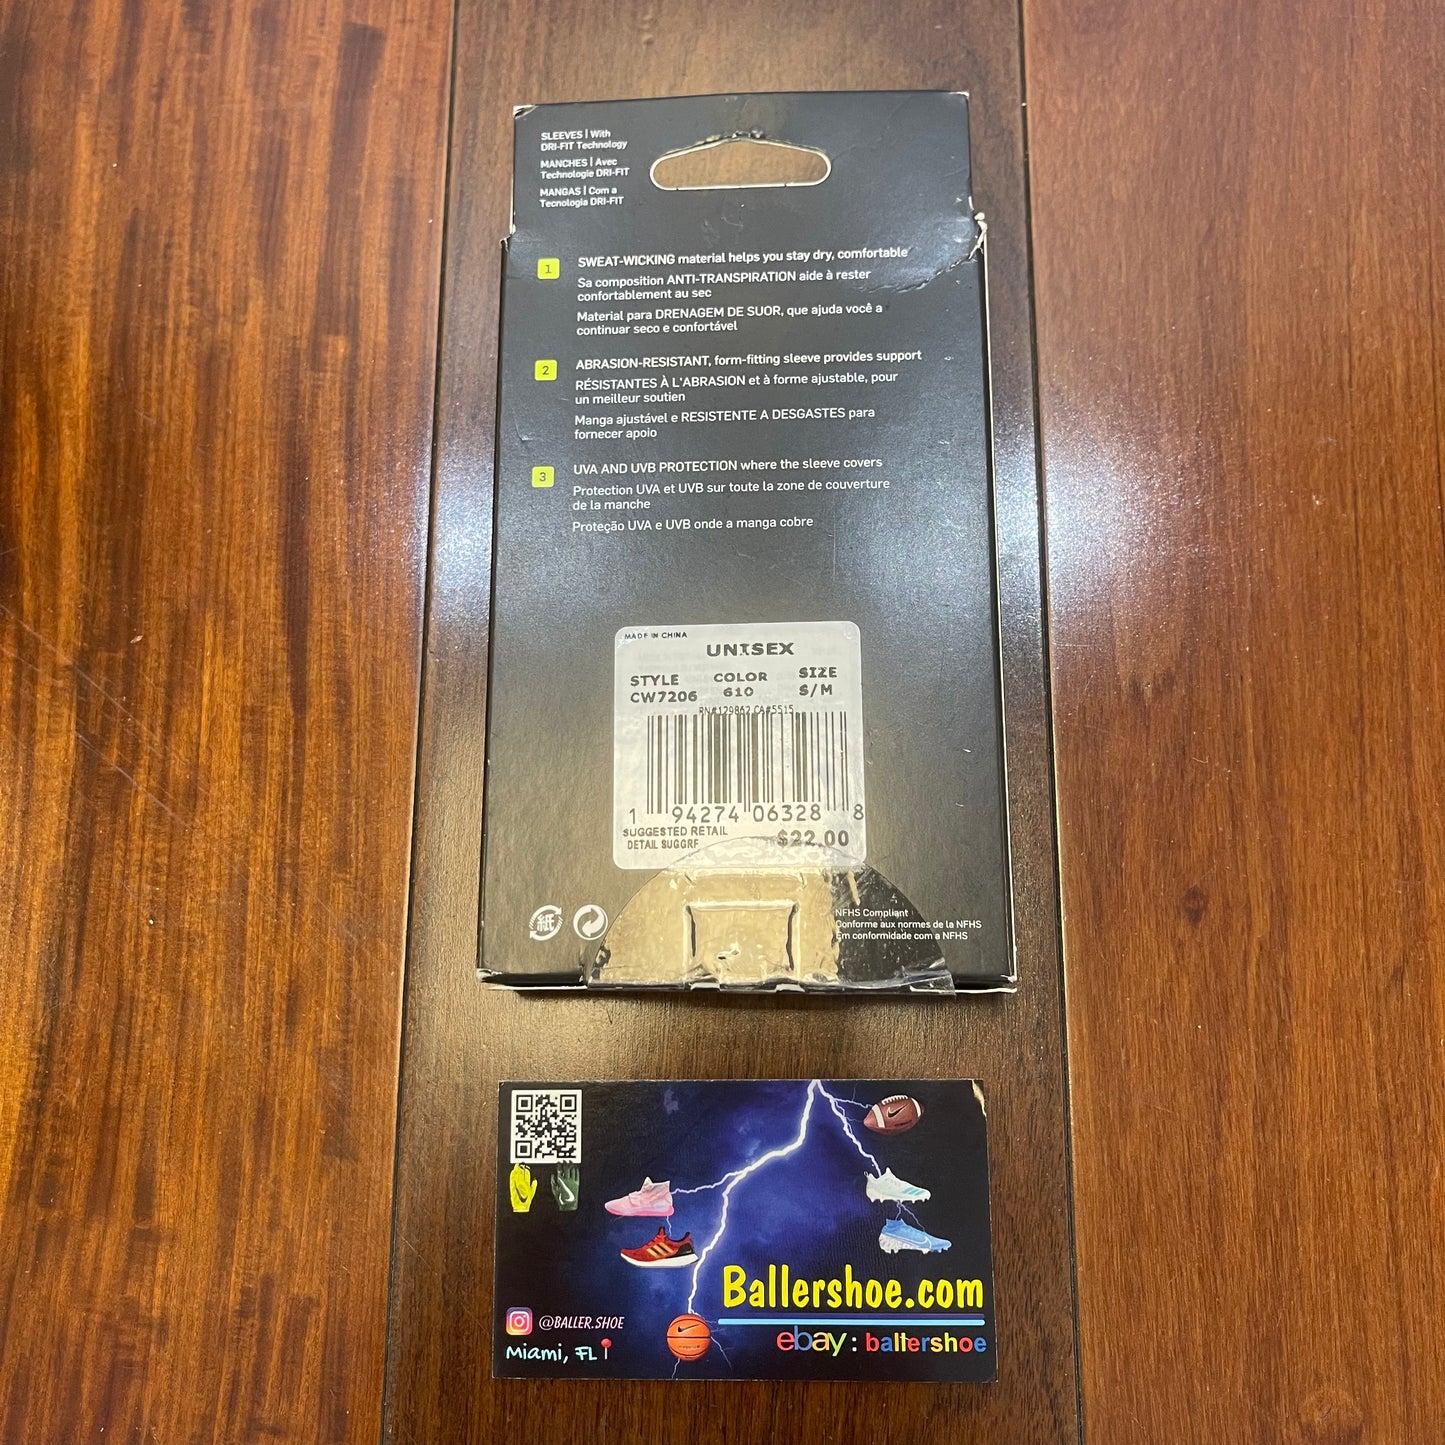 SLEEVES | With
DRI-FIT Technology
MANCHES | Avec
Technologie DRI-FIT
MANGAS | Com a
Tecnologia DRI-FIT
1
SWEAT-WICKING material helps you stay dry, comfortable
Sa composition ANTI-TRANSPIRATION aide à rester
confortablement au sec
Material para DRENAGEM DE SUOR, que ajuda você a
continuar seco e confortável
2
ABRASION-RESISTANT, form-fitting sleeve provides support
RÉSISTANTES À L'ABRASION et à forme ajustable, pour
un meilleur soutien
Manga ajustável e RESISTENTE A DESGASTES para
fornecer apoio
3
UVA AND UVB PROTECTION where the sleeve covers
Protection UVA et UVB sur toute la zone de couverture
de la manche
Proteção UVA e UVB onde a manga cobre
MADE IN CHINA
UNISEX
STYLE COLOR SIZE
CW7206 610 S/M
RN#129862 CA#5515
1 94274 06328 8
SUGGESTED RETAIL
DETAIL SUGGRF $22.00
紙
NFHS Compliant
Conforme aux normes de la NFHS
Em conformidade com a NFHS
Ballershoe.com
@BALLER.SHOE
ebay: ballershoe
Miami, FL